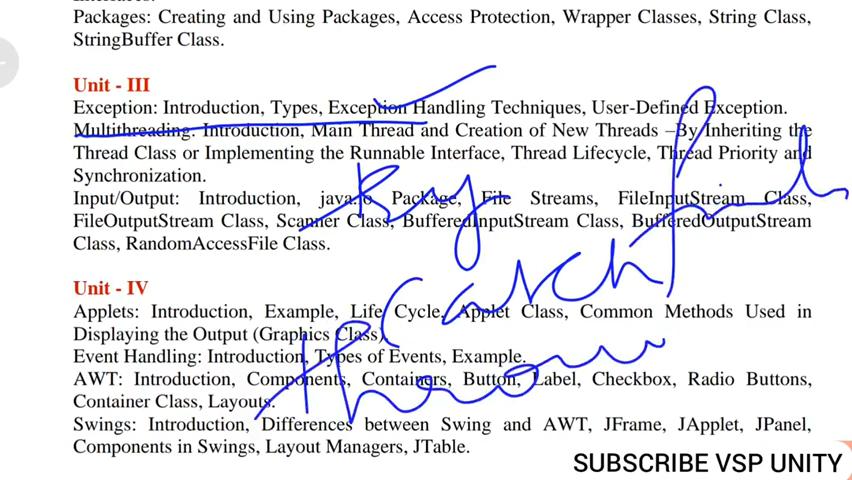 Packages: Creating and Using Packages, Access Protection, Wrapper Classes, String Class,
StringBuffer Class.
Unit - III
Exception: Introduction, Types, Exception Handling Techniques, User-Defined Exception.
Multithreading: Introduction, Main Thread and Creation of New Threads –By Inheriting the
Thread Class or Implementing the Runnable Interface, Thread Lifecycle, Thread Priority and
Synchronization.
Input/Output: Introduction, java.io Package, File Streams, FileInputStream Class,
FileOutputStream Class, Scanner Class, BufferedInputStream Class, BufferedOutputStream
Class, RandomAccessFile Class.
Unit - IV
Applets: Introduction, Example, Life Cycle, Applet Class, Common Methods Used in
Displaying the Output (Graphics Class)
Event Handling: Introduction, Types of Events, Example.
AWT: Introduction, Components, Containers, Button, Label, Checkbox, Radio Buttons,
Container Class, Layouts.
Swings: Introduction, Differences between Swing and AWT, JFrame, JApplet, JPanel,
Components in Swings, Layout Managers, JTable.
SUBSCRIBE VSP UNITY